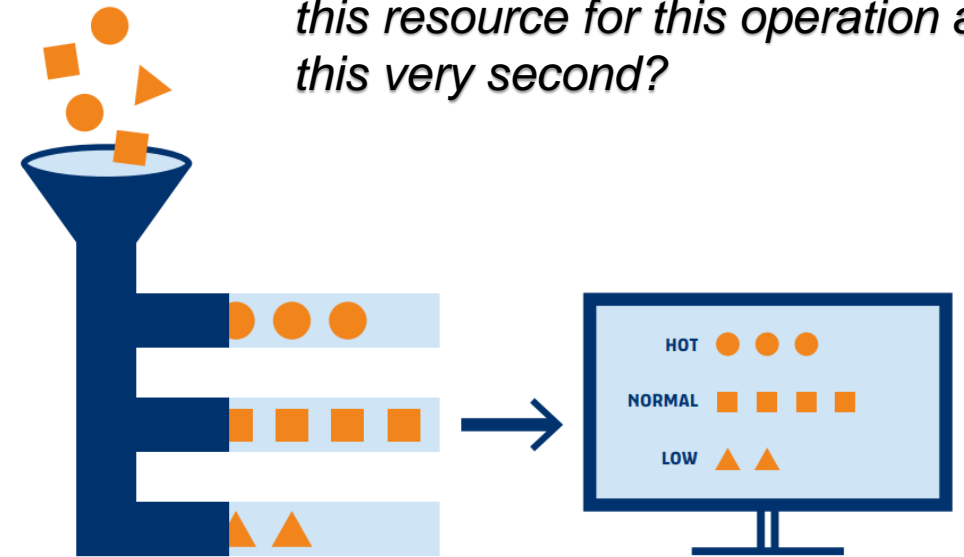 this resource for this operation a
this very second?
HOT
NORMAL
LOW